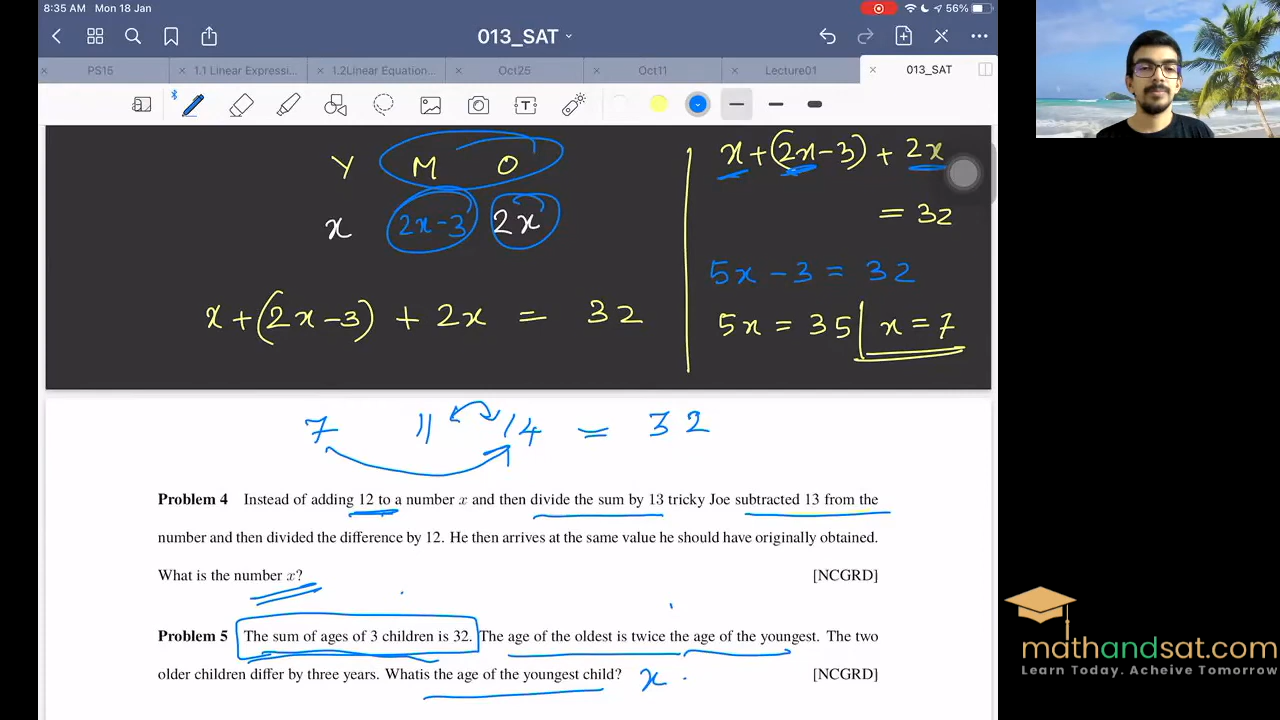 8:35 AM Mon 18 Jan 56%
013_SAT
PS15 1.1 Linear Expressi... 1.2Linear Equation... Oct25 Oct11 Lecture01 013_SAT
Y M O
x 2x-3 2x
x+(2x-3) + 2x = 32
x+(2x-3) + 2x
= 32
5x - 3 = 32
5x = 35 x = 7
7 11 14 = 32
Problem 4 Instead of adding 12 to a number x and then divide the sum by 13 tricky Joe subtracted 13 from the
number and then divided the difference by 12. He then arrives at the same value he should have originally obtained.
What is the number x? [NCGRD]
Problem 5 The sum of ages of 3 children is 32. The age of the oldest is twice the age of the youngest. The two
older children differ by three years. Whatis the age of the youngest child? x [NCGRD]
mathandsat.com
Learn Today. Acheive Tomorrow